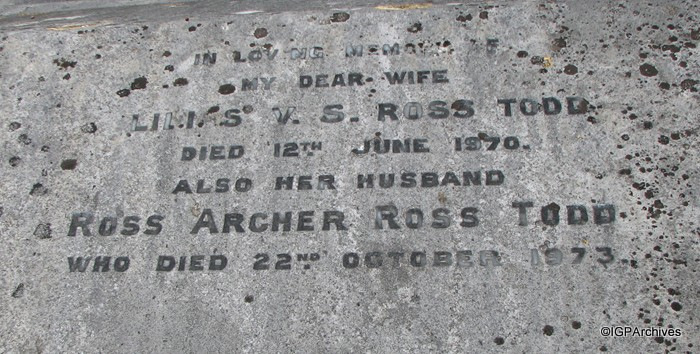 IN LOVING MEMORY OF
MY DEAR WIFE
LILIAS V. S. ROSS TODD
DIED 12TH JUNE 1970.
ALSO HER HUSBAND
ROSS ARCHER ROSS TODD
WHO DIED 22ND OCTOBER 1973.
©IGPArchives